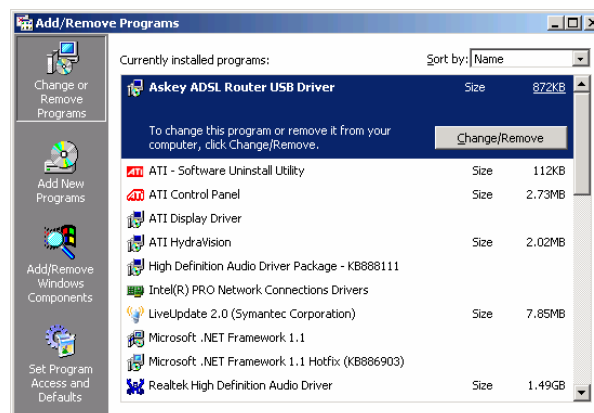 Add/Remove Programs
Change or
Remove
Programs
Add New
Programs
Add/Remove
Windows
Components
Set Program
Access and
Defaults
Currently installed programs: Sort by: Name
Askey ADSL Router USB Driver Size 872KB
To change this program or remove it from your
computer, click Change/Remove.
Change/Remove
ATI - Software Uninstall Utility Size 112KB
ATI Control Panel Size 2.73MB
ATI Display Driver
ATI HydraVision Size 2.02MB
High Definition Audio Driver Package - KB888111
Intel(R) PRO Network Connections Drivers
LiveUpdate 2.0 (Symantec Corporation) Size 7.85MB
Microsoft .NET Framework 1.1
Microsoft .NET Framework 1.1 Hotfix (KB886903)
Realtek High Definition Audio Driver Size 1.49GB